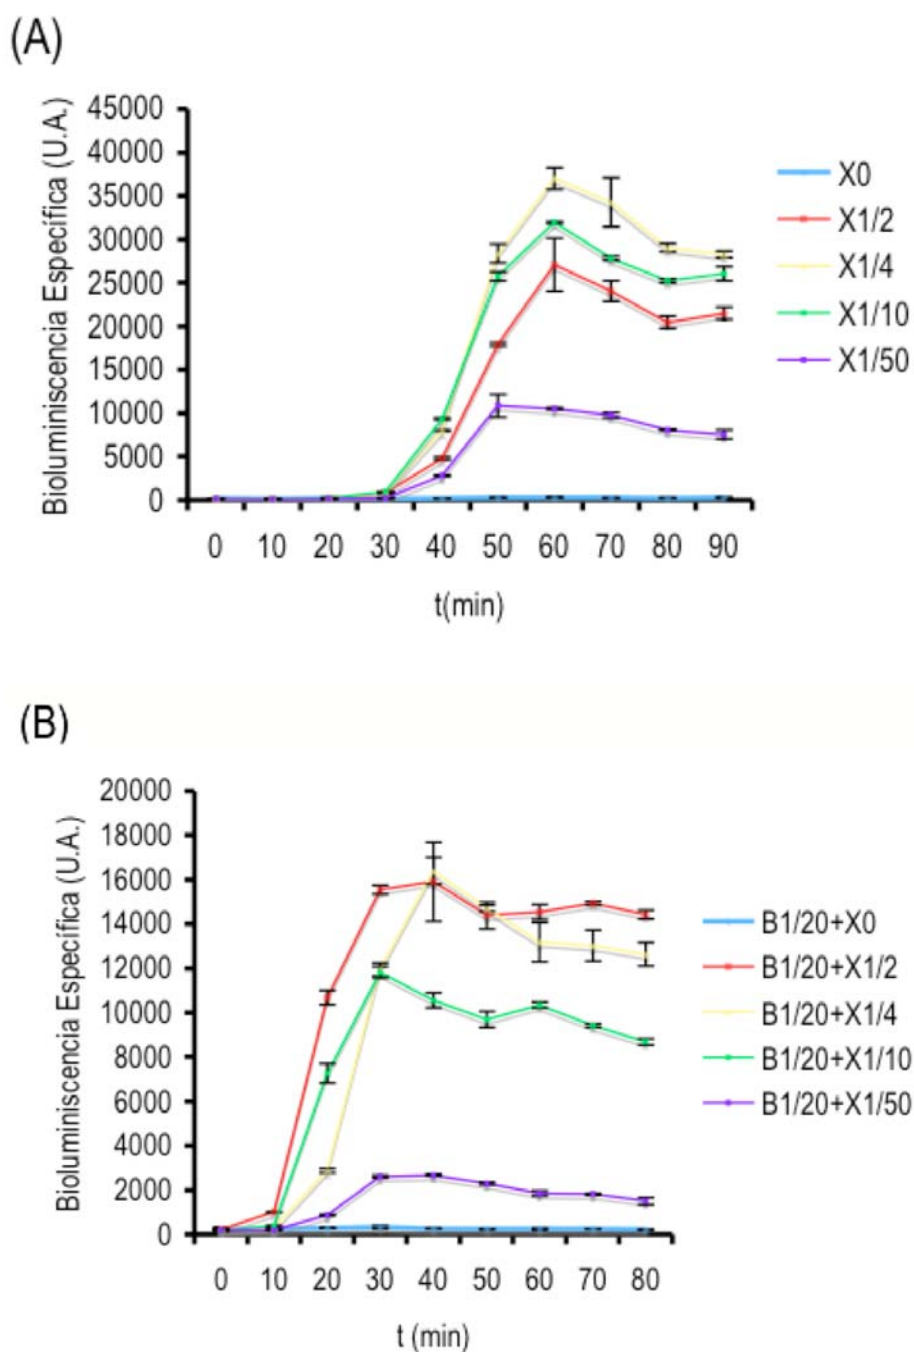 (A)
Bioluminiscencia Específica (U.A.)
45000
40000
35000
30000
25000
20000
15000
10000
5000
0
0 10 20 30 40 50 60 70 80 90
t(min)
X0
X1/2
X1/4
X1/10
X1/50
(B)
Bioluminiscencia Específica (U.A.)
20000
18000
16000
14000
12000
10000
8000
6000
4000
2000
0
0 10 20 30 40 50 60 70 80
t (min)
B1/20+X0
B1/20+X1/2
B1/20+X1/4
B1/20+X1/10
B1/20+X1/50